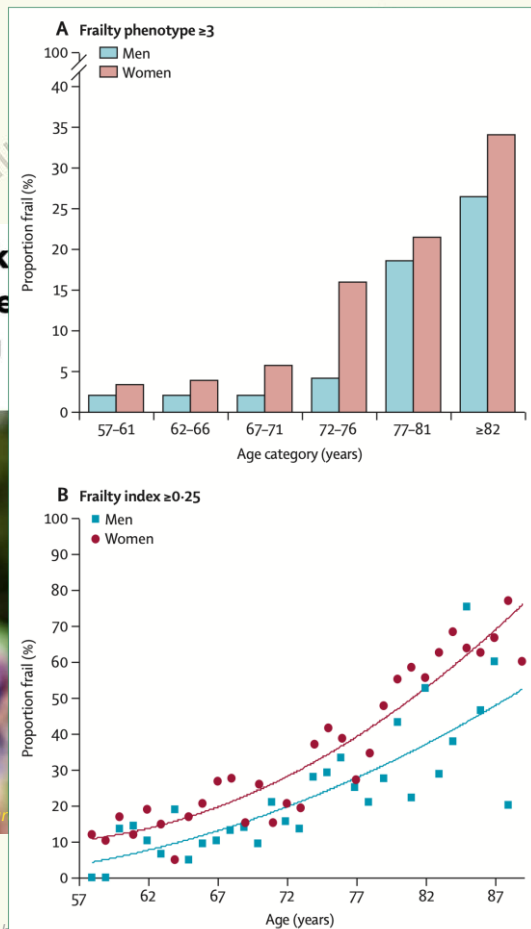 A Frailty phenotype ≥3
Men
Women
100
40
35
30
25
20
15
10
5
0
Proportion frail (%)
57–61 62–66 67–71 72–76 77–81 ≥82
Age category (years)
B Frailty index ≥0·25
Men
Women
100
90
80
70
60
50
40
30
20
10
0
Proportion frail (%)
57 62 67 72 77 82 87
Age (years)